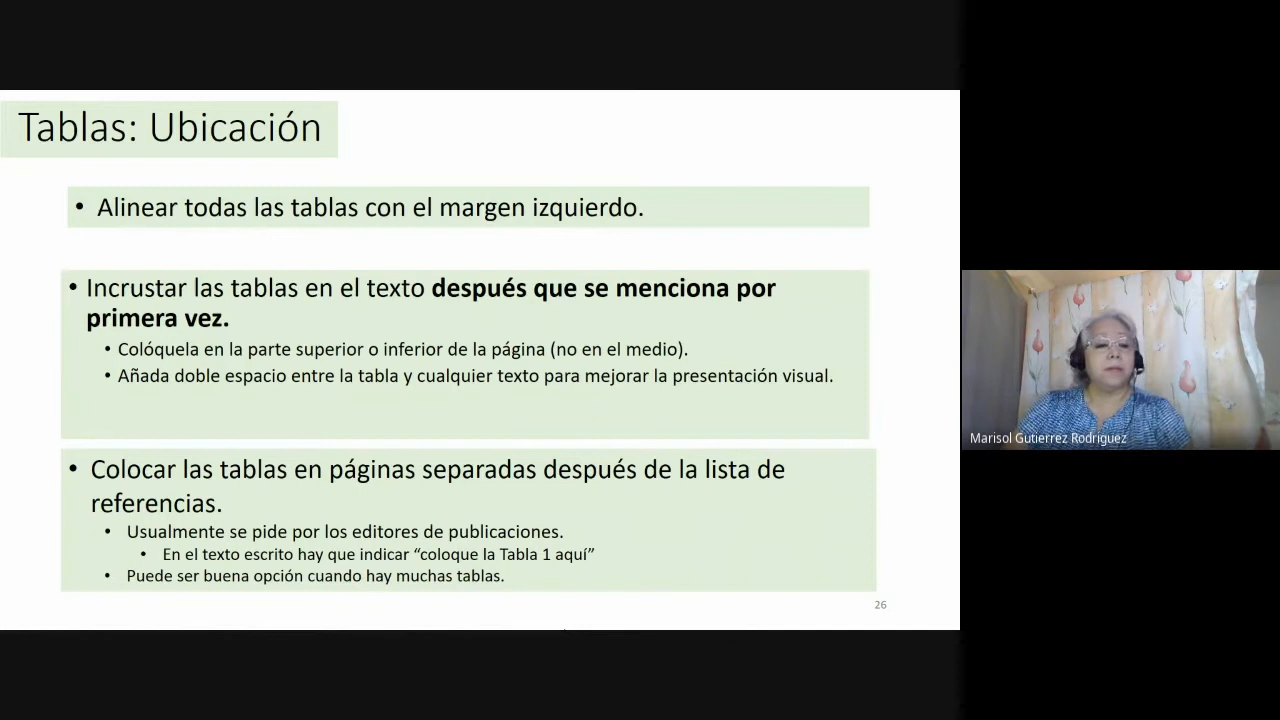 Tablas: Ubicación
• Alinear todas las tablas con el margen izquierdo.
• Incrustar las tablas en el texto después que se menciona por
primera vez.
• Colóquela en la parte superior o inferior de la página (no en el medio).
• Añada doble espacio entre la tabla y cualquier texto para mejorar la presentación visual.
• Colocar las tablas en páginas separadas después de la lista de
referencias.
• Usualmente se pide por los editores de publicaciones.
• En el texto escrito hay que indicar “coloque la Tabla 1 aquí”
• Puede ser buena opción cuando hay muchas tablas.
26
Marisol Gutierrez Rodriguez